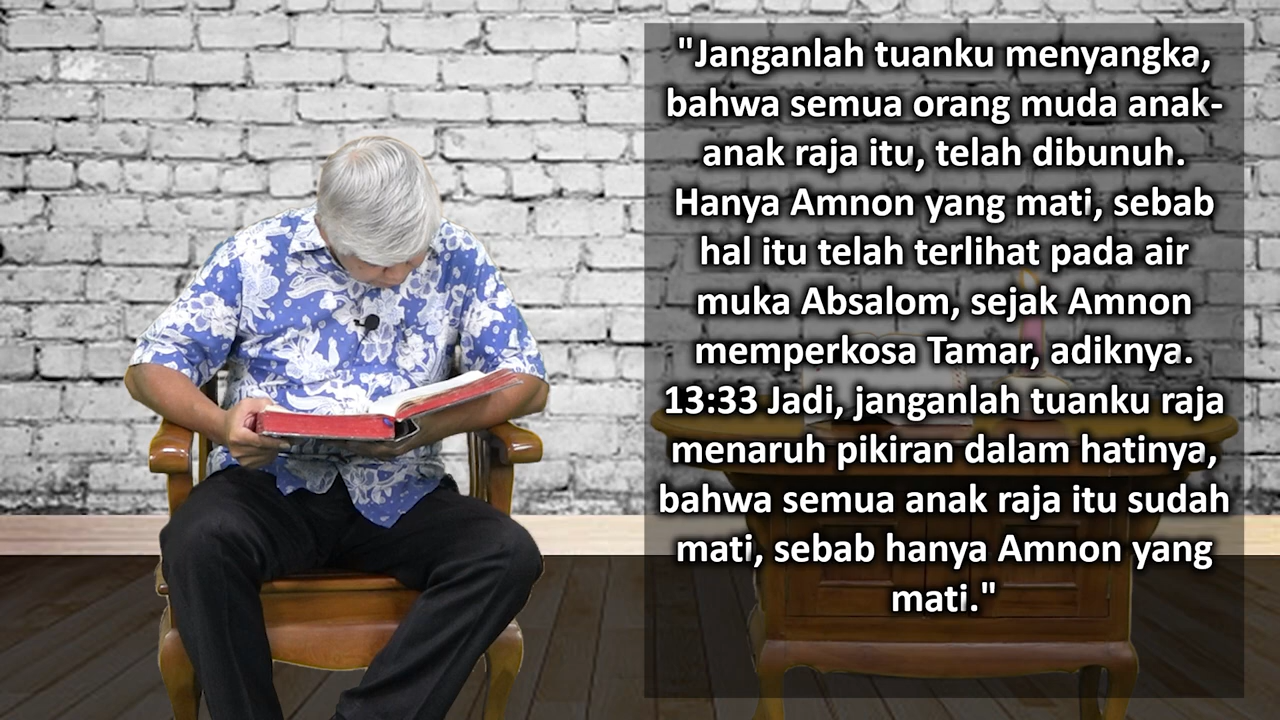 "Janganlah tuanku menyangka,
bahwa semua orang muda anak-
anak raja itu, telah dibunuh.
Hanya Amnon yang mati, sebab
hal itu telah terlihat pada air
muka Absalom, sejak Amnon
memperkosa Tamar, adiknya.
13:33 Jadi, janganlah tuanku raja
menaruh pikiran dalam hatinya,
bahwa semua anak raja itu sudah
mati, sebab hanya Amnon yang
mati."